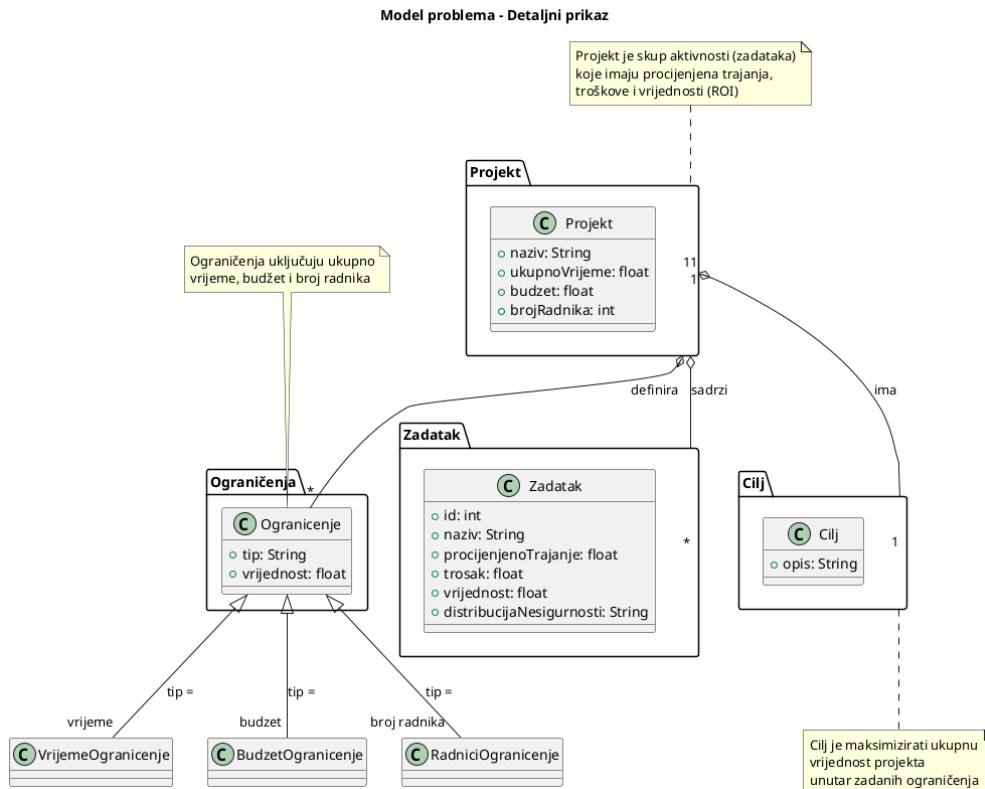 Model problema - Detaljni prikaz
Projekt je skup aktivnosti (zadataka)
koje imaju procijenjena trajanja,
troškove i vrijednosti (ROI)
Projekt
C Projekt
naziv: String
ukupnoVrijeme: float
budzet: float
brojRadnika: int
11
1
Ograničenja uključuju ukupno
vrijeme, budžet i broj radnika
definira
sadrzi
ima
Ograničenja
*
C Ogranicenje
tip: String
vrijednost: float
Zadatak
C Zadatak
id: int
naziv: String
procijenjenoTrajanje: float
trosak: float
vrijednost: float
distribucijaNesigurnosti: String
*
Cilj
C Cilj
opis: String
1
tip =
tip =
tip =
vrijeme
budzet
broj radnika
C VrijemeOgranicenje
C BudzetOgranicenje
C RadniciOgranicenje
Cilj je maksimizirati ukupnu
vrijednost projekta
unutar zadanih ograničenja